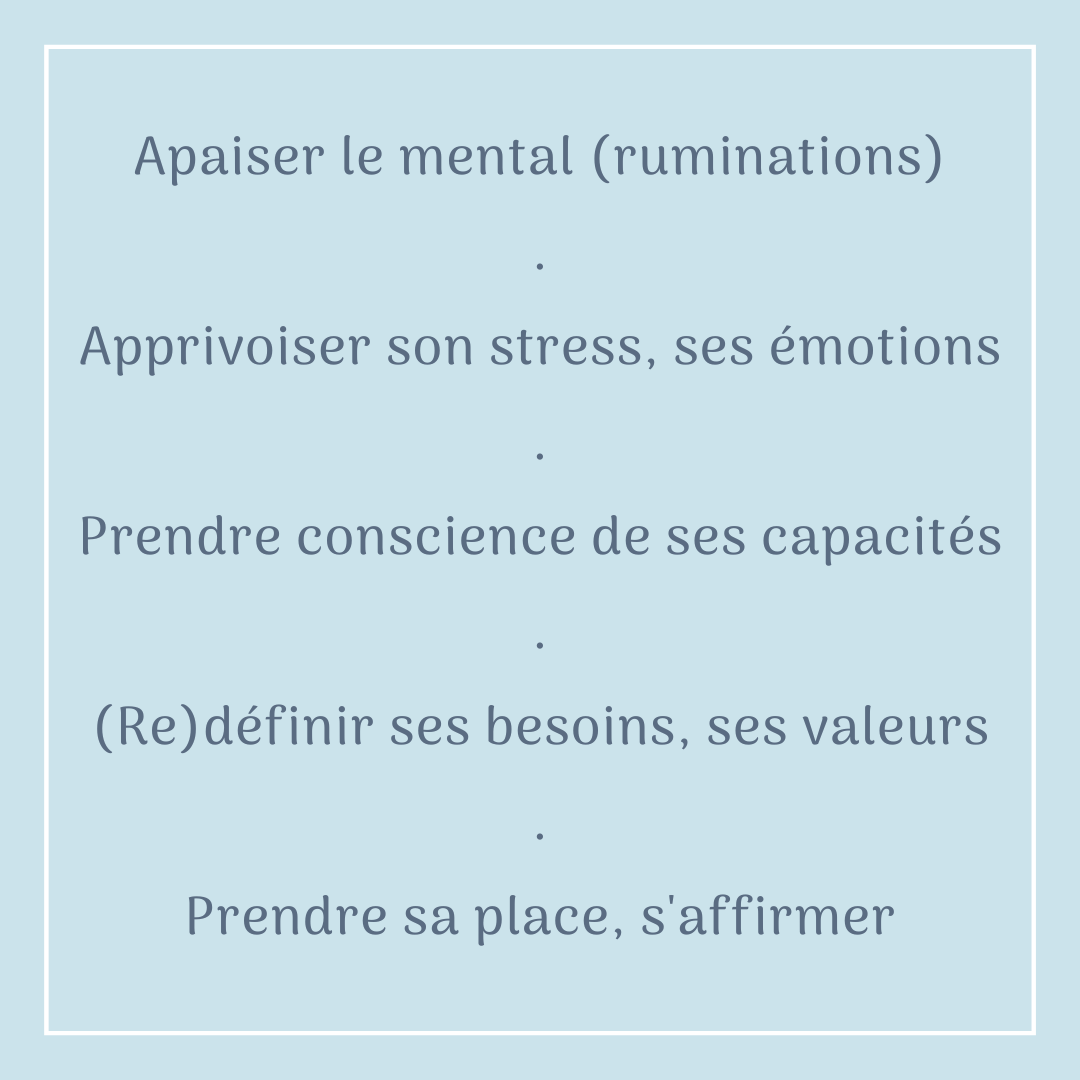 Apaiser le mental (ruminations)
.
Apprivoiser son stress, ses émotions
.
Prendre conscience de ses capacités
.
(Re)définir ses besoins, ses valeurs
.
Prendre sa place, s'affirmer